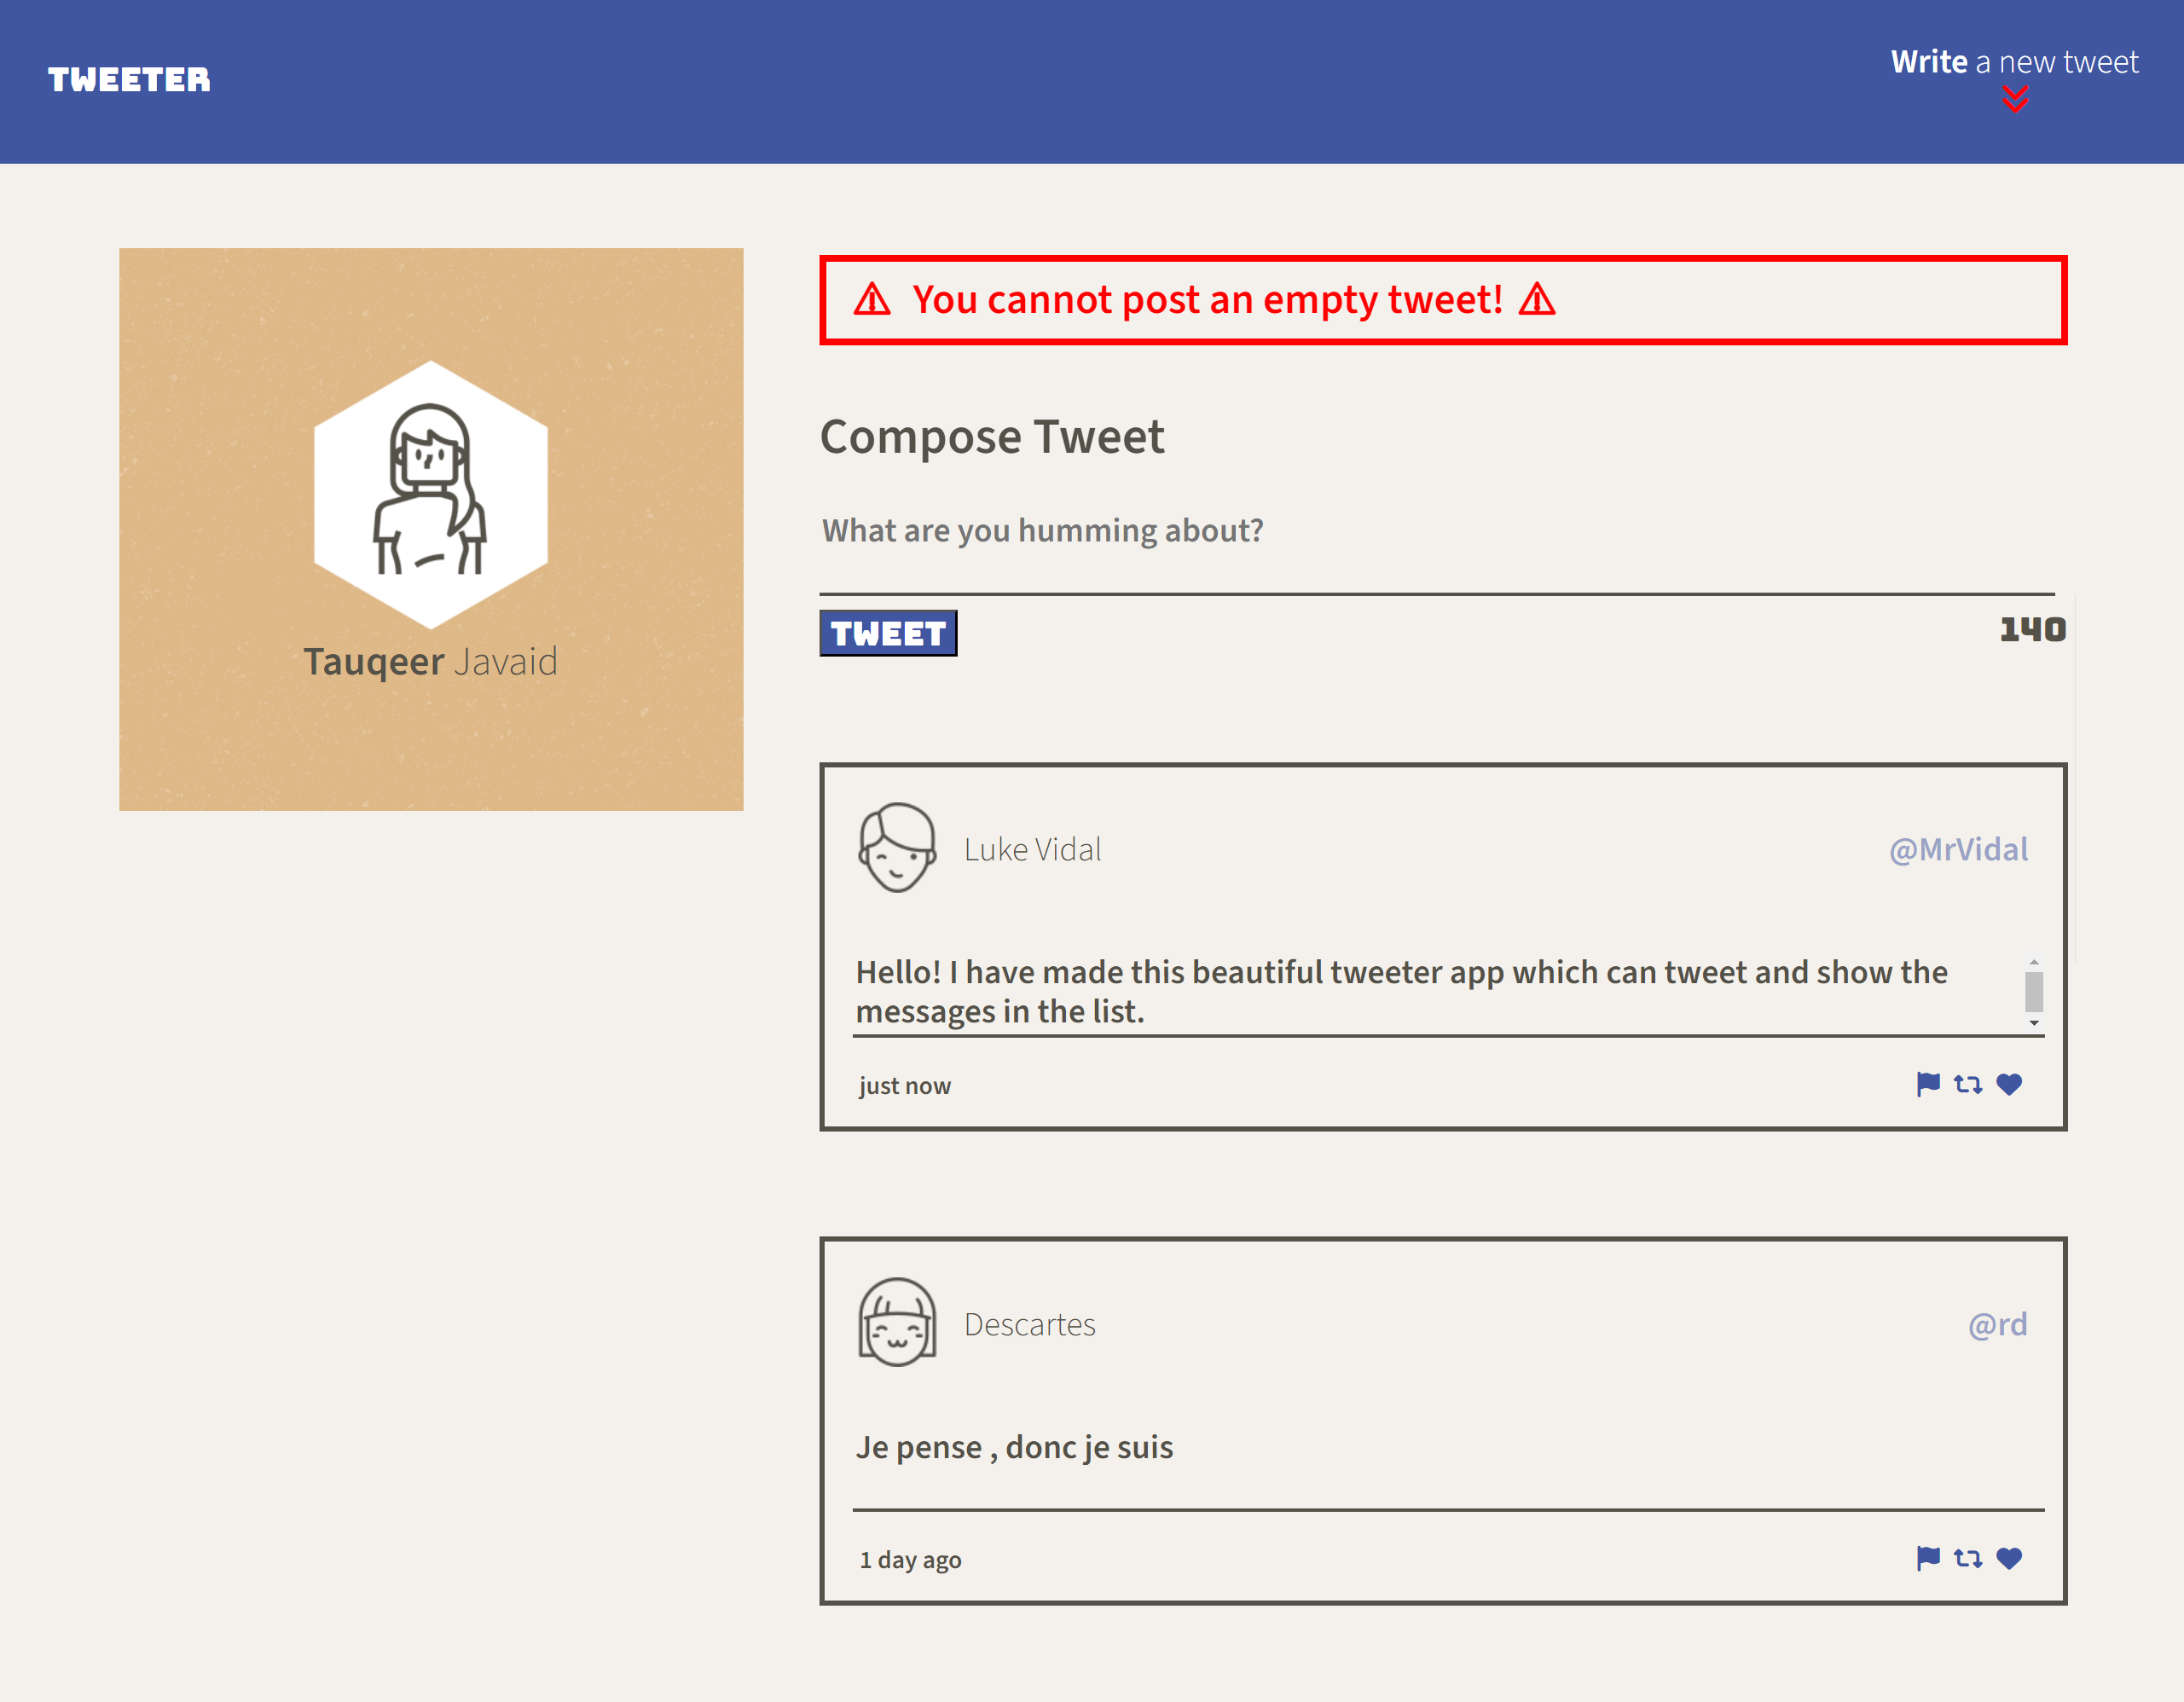 TWEETER
Write a new tweet
Tauqeer Javaid
You cannot post an empty tweet!
Compose Tweet
What are you humming about?
TWEET
140
Luke Vidal
@MrVidal
Hello! I have made this beautiful tweeter app which can tweet and show the
messages in the list.
just now
Descartes
@rd
Je pense , donc je suis
1 day ago